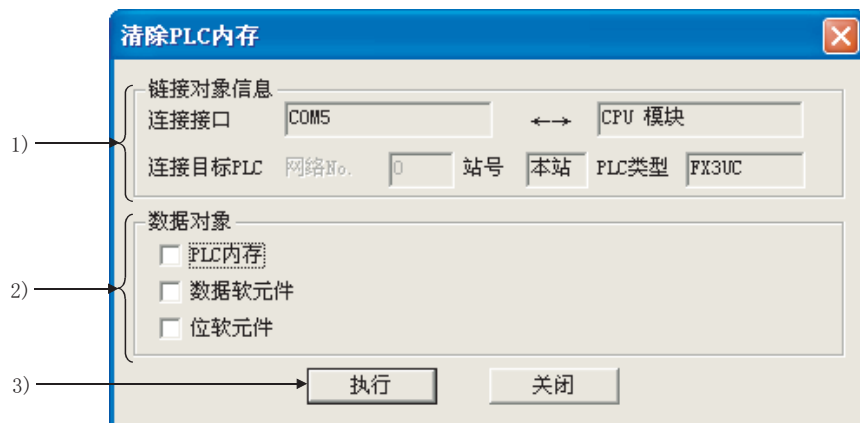 清除PLC内存
链接对象信息
1)
连接接口 COM5 ←→ CPU 模块
连接目标PLC 网络No. 0 站号 本站 PLC类型 FX3UC
数据对象
PLC内存
2)
数据软元件
位软元件
3)
执行 关闭